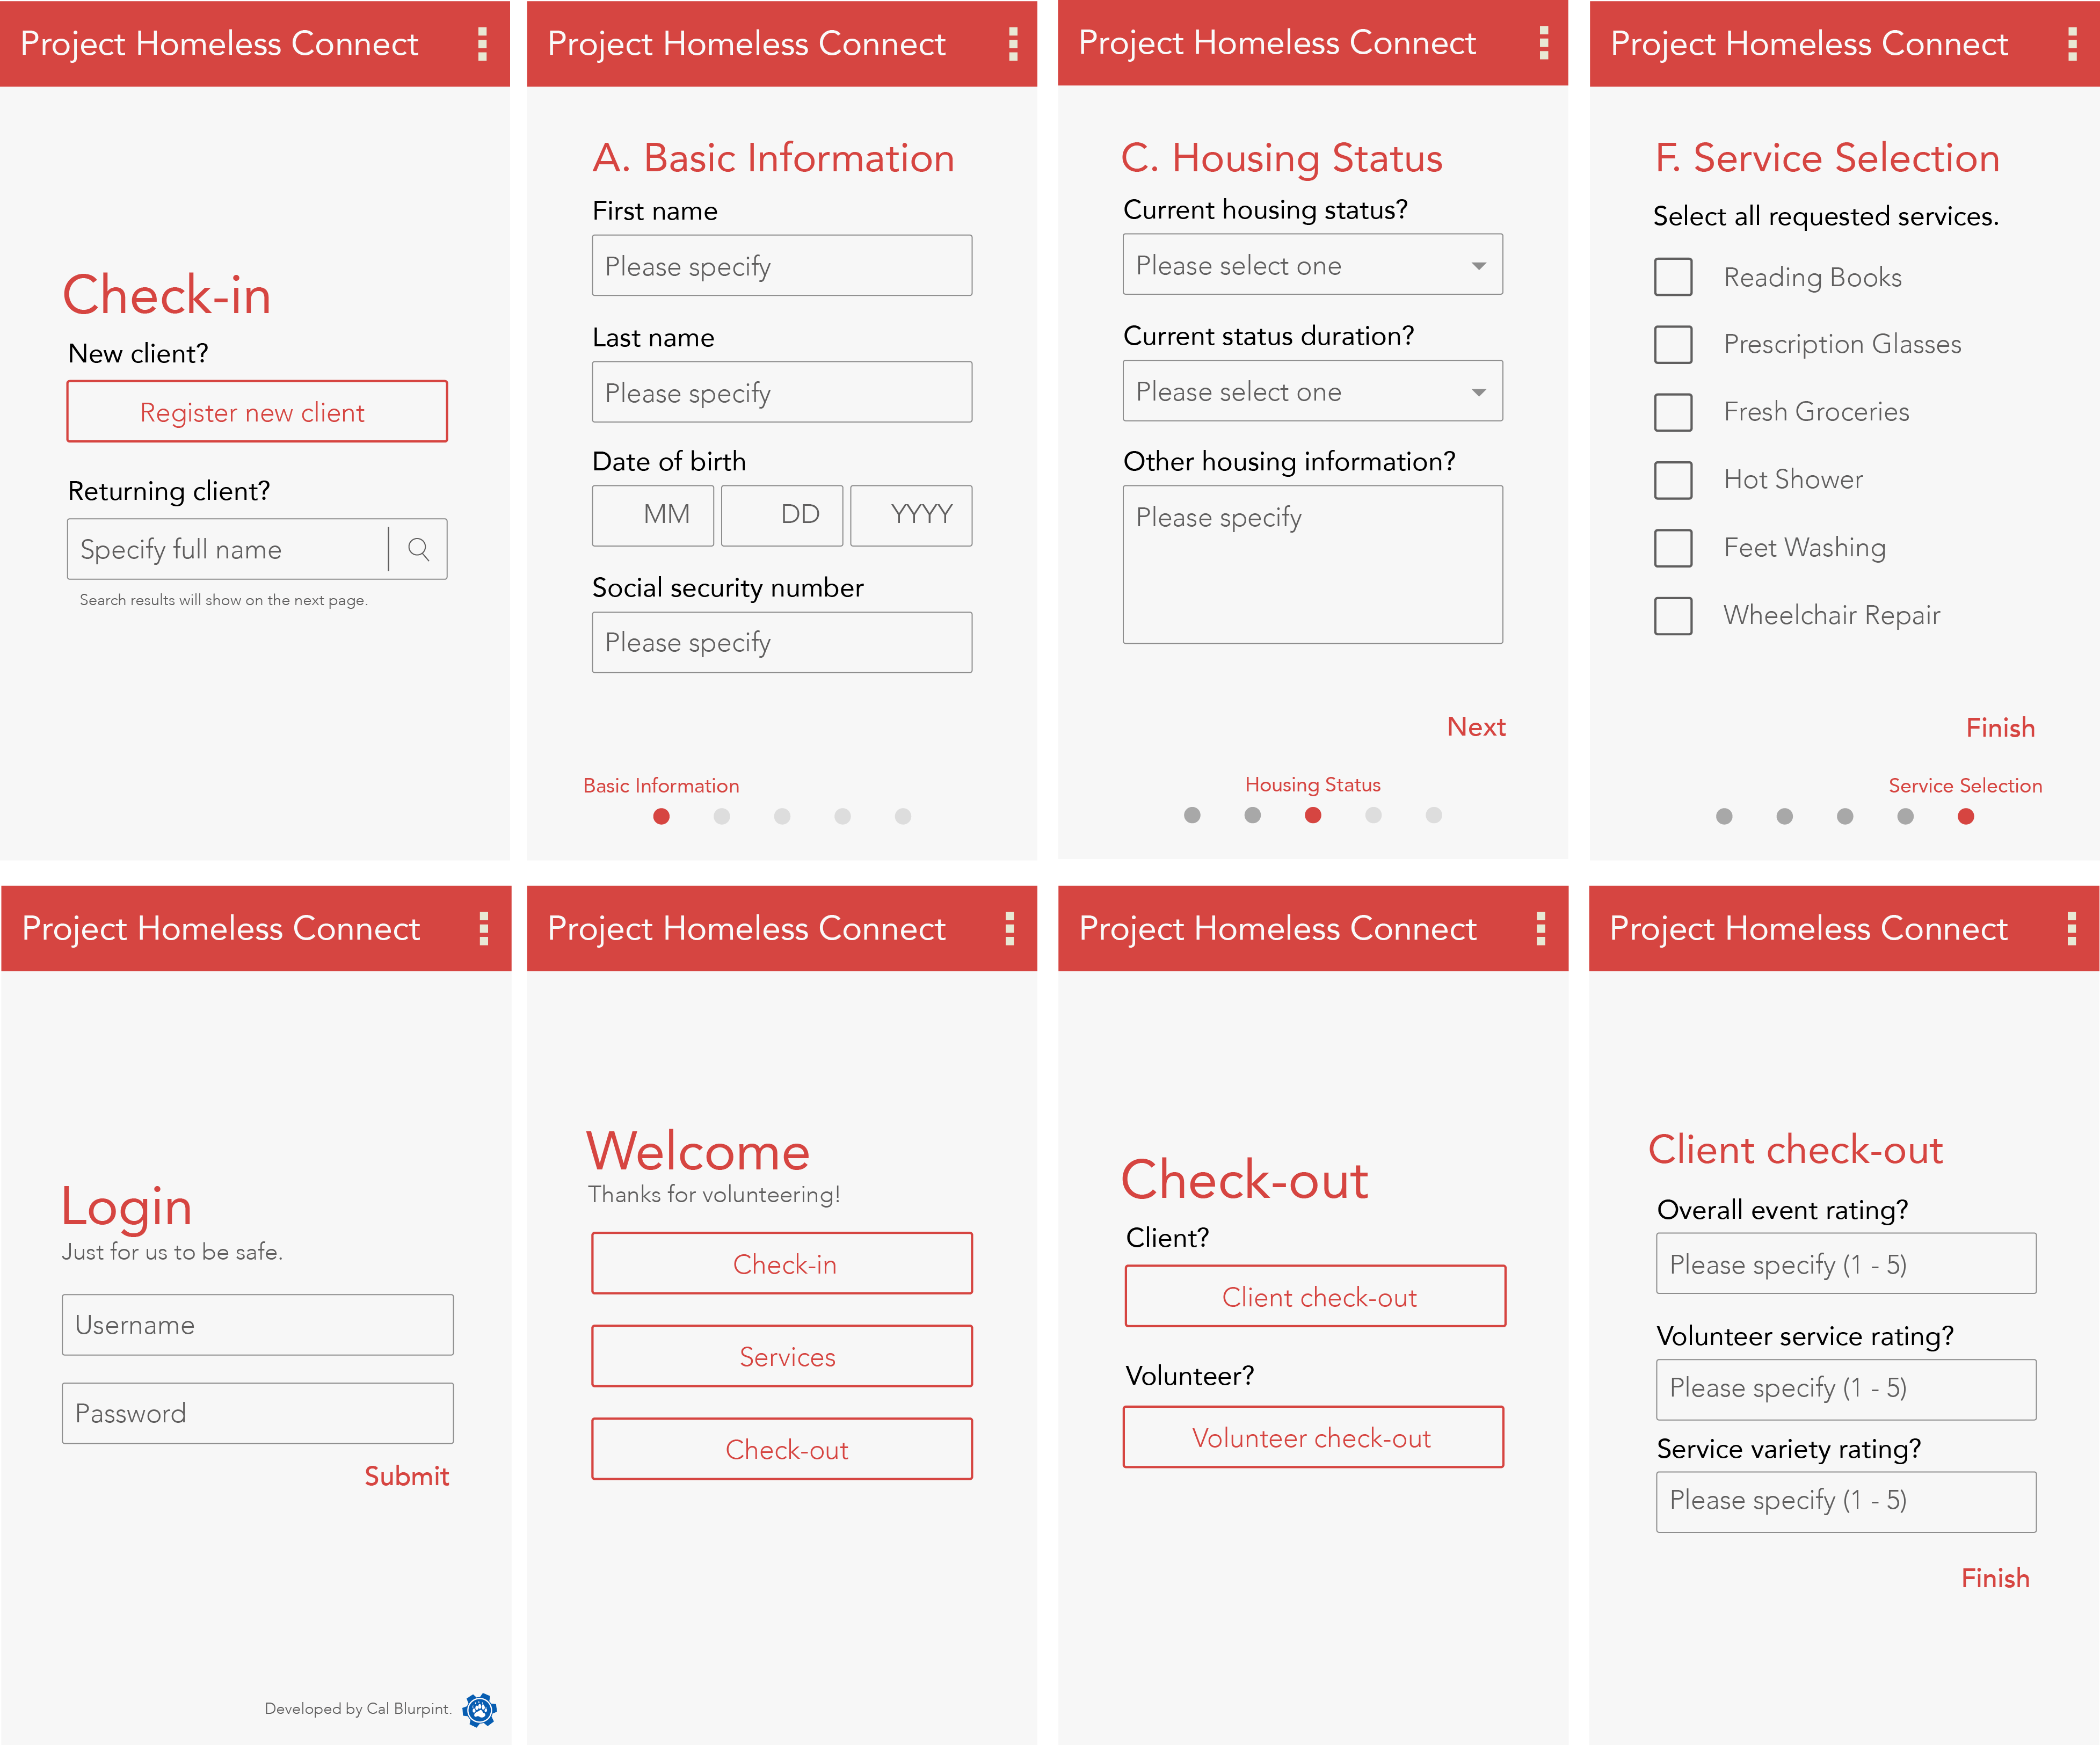 Project Homeless Connect
Check-in
New client?
Register new client
Returning client?
Specify full name
Search results will show on the next page.
Project Homeless Connect
A. Basic Information
First name
Please specify
Last name
Please specify
Date of birth
MM DD YYYY
Social security number
Please specify
Basic Information
Project Homeless Connect
C. Housing Status
Current housing status?
Please select one
Current status duration?
Please select one
Other housing information?
Please specify
Next
Housing Status
Project Homeless Connect
F. Service Selection
Select all requested services.
Reading Books
Prescription Glasses
Fresh Groceries
Hot Shower
Feet Washing
Wheelchair Repair
Finish
Service Selection
Project Homeless Connect
Login
Just for us to be safe.
Username
Password
Submit
Developed by Cal Blurpint.
Project Homeless Connect
Welcome
Thanks for volunteering!
Check-in
Services
Check-out
Project Homeless Connect
Check-out
Client?
Client check-out
Volunteer?
Volunteer check-out
Project Homeless Connect
Client check-out
Overall event rating?
Please specify (1 - 5)
Volunteer service rating?
Please specify (1 - 5)
Service variety rating?
Please specify (1 - 5)
Finish